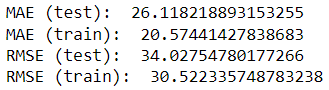 MAE (test):  26.118218893153255
MAE (train):  20.57441427838683
RMSE (test):  34.02754780177266
RMSE (train):  30.522335748783238